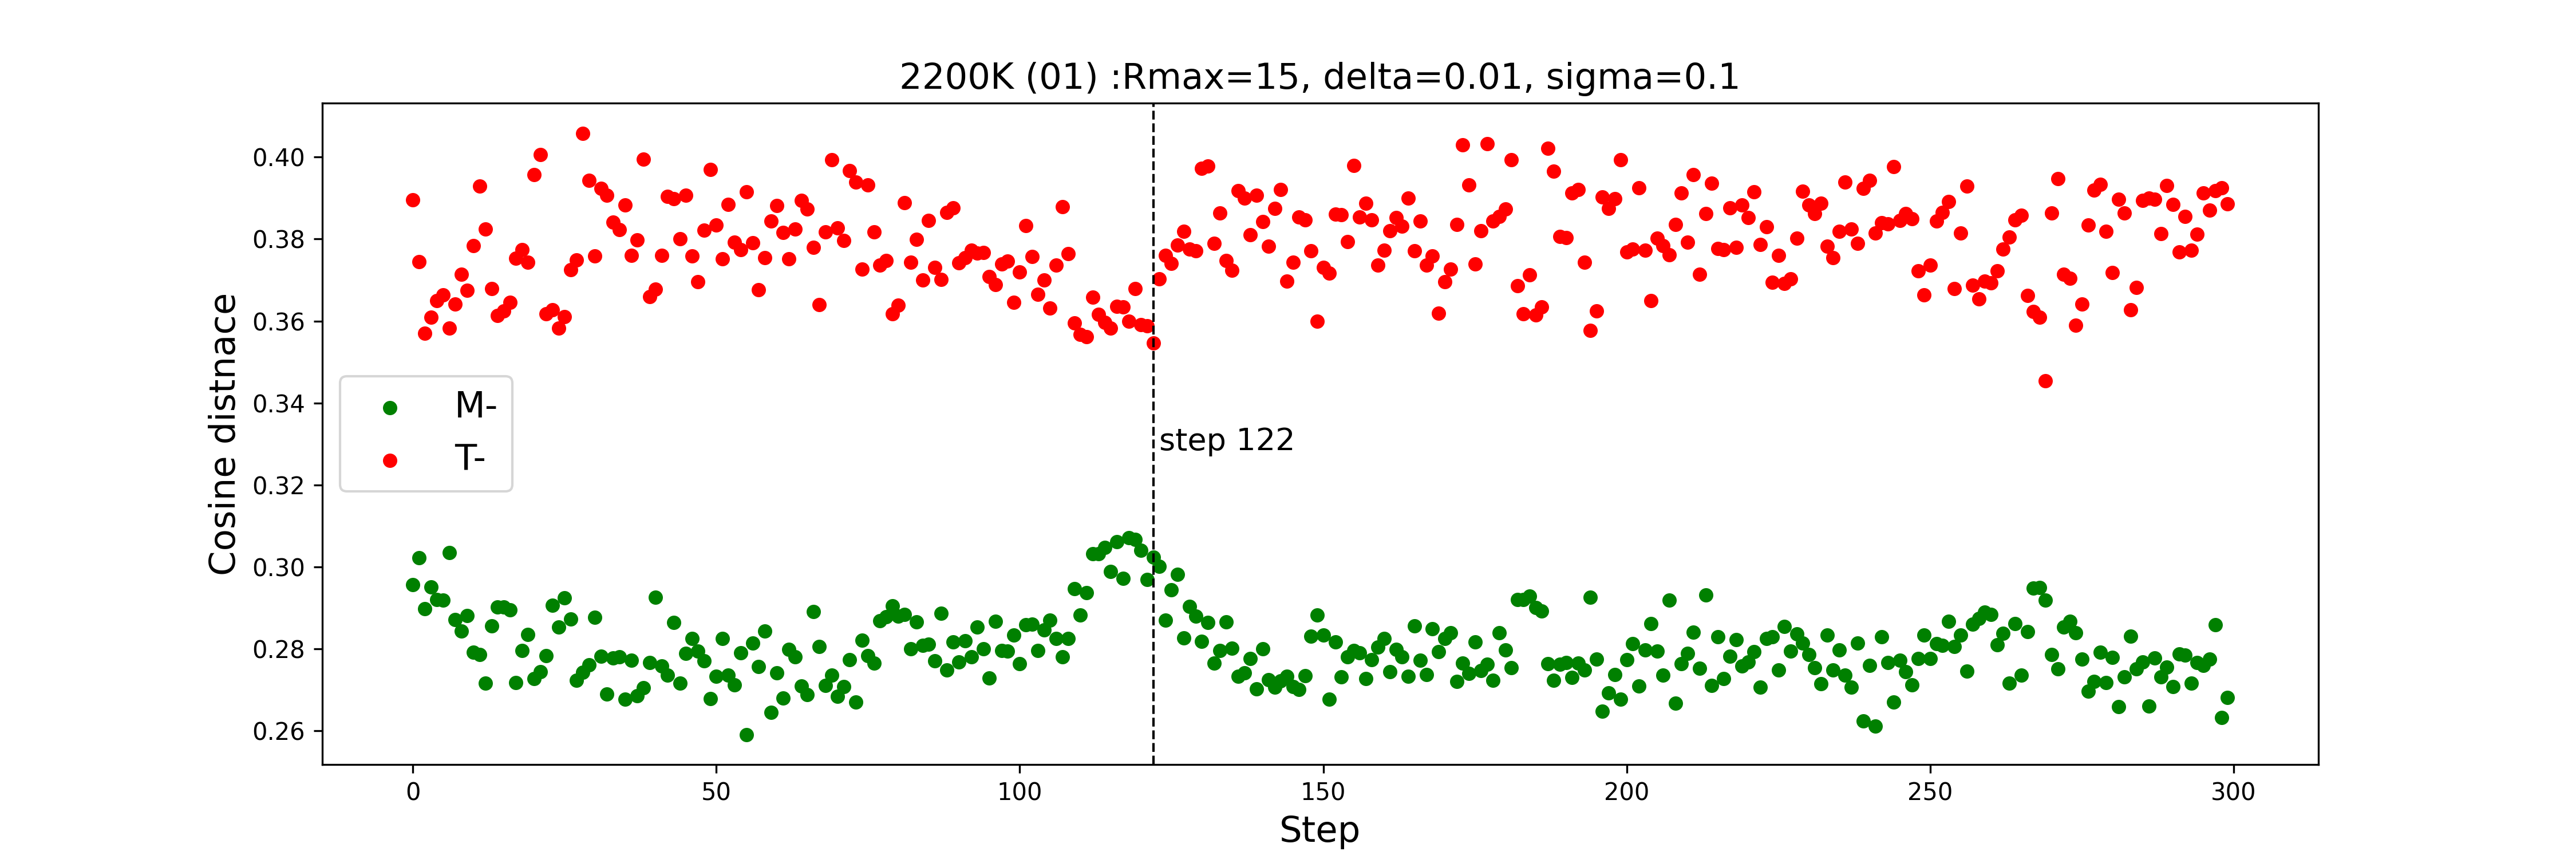 2200K (01) :Rmax=15, delta=0.01, sigma=0.1
Cosine distnace
0.40
0.38
0.36
0.34
0.32
0.30
0.28
0.26
M-
T-
step 122
0 50 100 150 200 250 300
Step